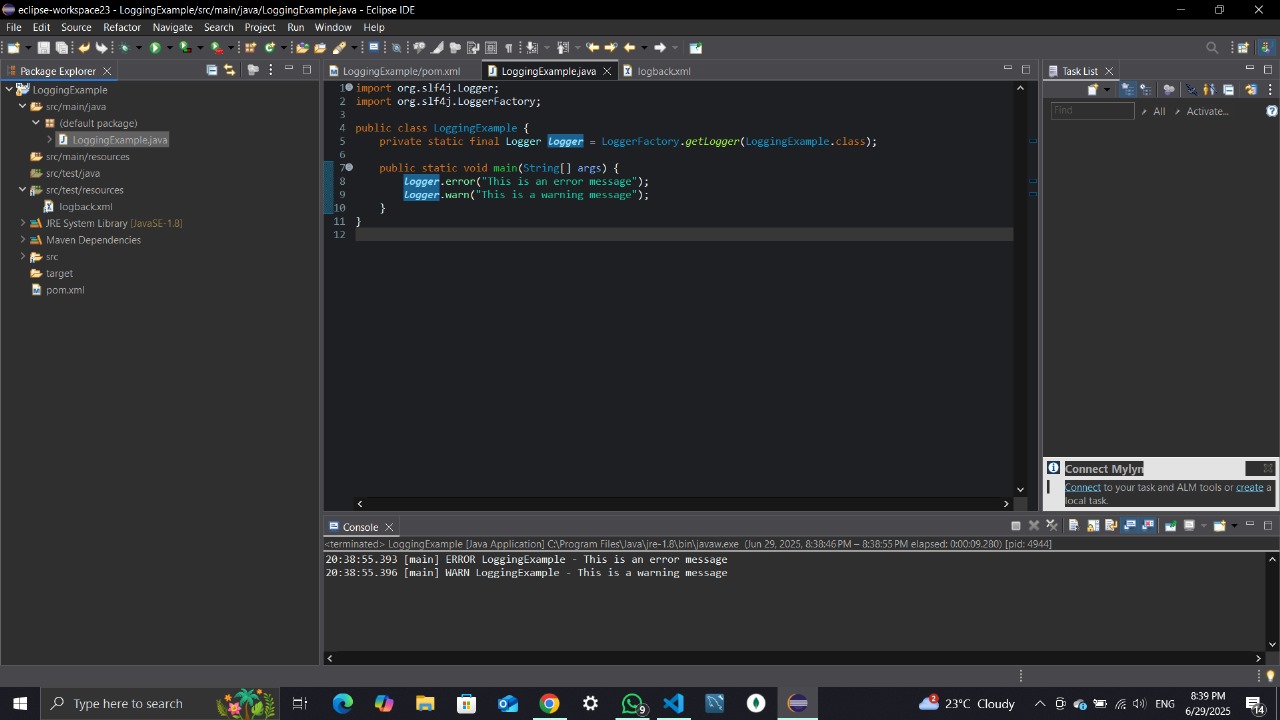 eclipse-workspace23 - LoggingExample/src/main/java/LoggingExample.java - Eclipse IDE
File Edit Source Refactor Navigate Search Project Run Window Help
Package Explorer
LoggingExample
src/main/java
(default package)
LoggingExample.java
src/main/resources
src/test/java
src/test/resources
logback.xml
JRE System Library [JavaSE-1.8]
Maven Dependencies
src
target
pom.xml
LoggingExample/pom.xml LoggingExample.java logback.xml
1 import org.slf4j.Logger;
2 import org.slf4j.LoggerFactory;
3
4 public class LoggingExample {
5 private static final Logger logger = LoggerFactory.getLogger(LoggingExample.class);
6
7 public static void main(String[] args) {
8 logger.error("This is an error message");
9 logger.warn("This is a warning message");
10 }
11 }
12
Task List
Find All Activate...
Connect Mylyn
Connect to your task and ALM tools or create a
local task.
Console
<terminated> LoggingExample [Java Application] C:\Program Files\Java\jre-1.8\bin\javaw.exe (Jun 29, 2025, 8:38:46 PM – 8:38:55 PM elapsed: 0:00:09.280) [pid: 4944]
20:38:55.393 [main] ERROR LoggingExample - This is an error message
20:38:55.396 [main] WARN LoggingExample - This is a warning message
Type here to search
9
2
23°C Cloudy
ENG
8:39 PM
6/29/2025
14